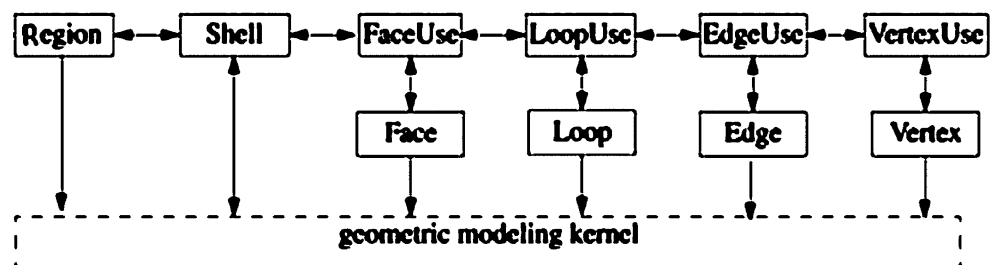 Region Shell FaceUse LoopUse EdgeUse VertexUse
Face Loop Edge Vertex
geometric modeling kernel